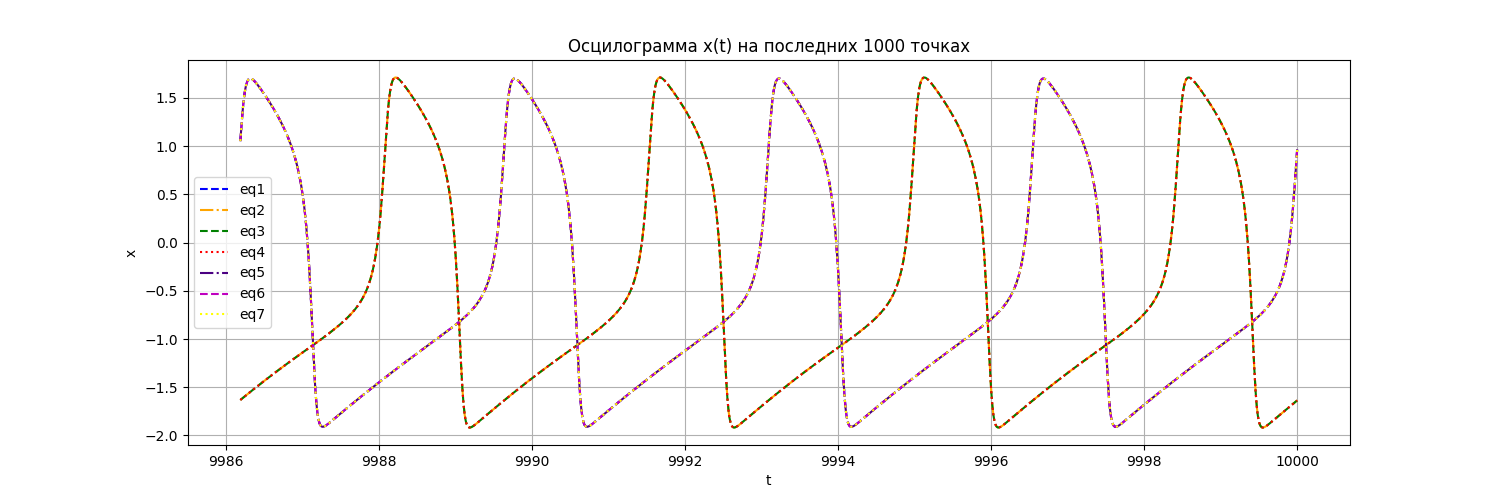 Осцилограмма x(t) на последних 1000 точках
1.5
1.0
0.5
0.0
−0.5
−1.0
−1.5
−2.0
x
eq1
eq2
eq3
eq4
eq5
eq6
eq7
9986 9988 9990 9992 9994 9996 9998 10000
t